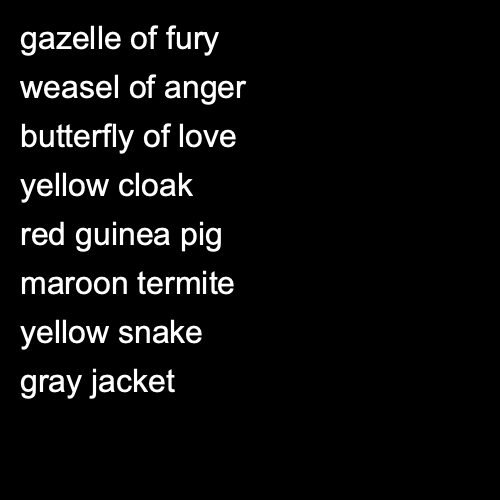 gazelle of fury
weasel of anger
butterfly of love
yellow cloak
red guinea pig
maroon termite
yellow snake
gray jacket